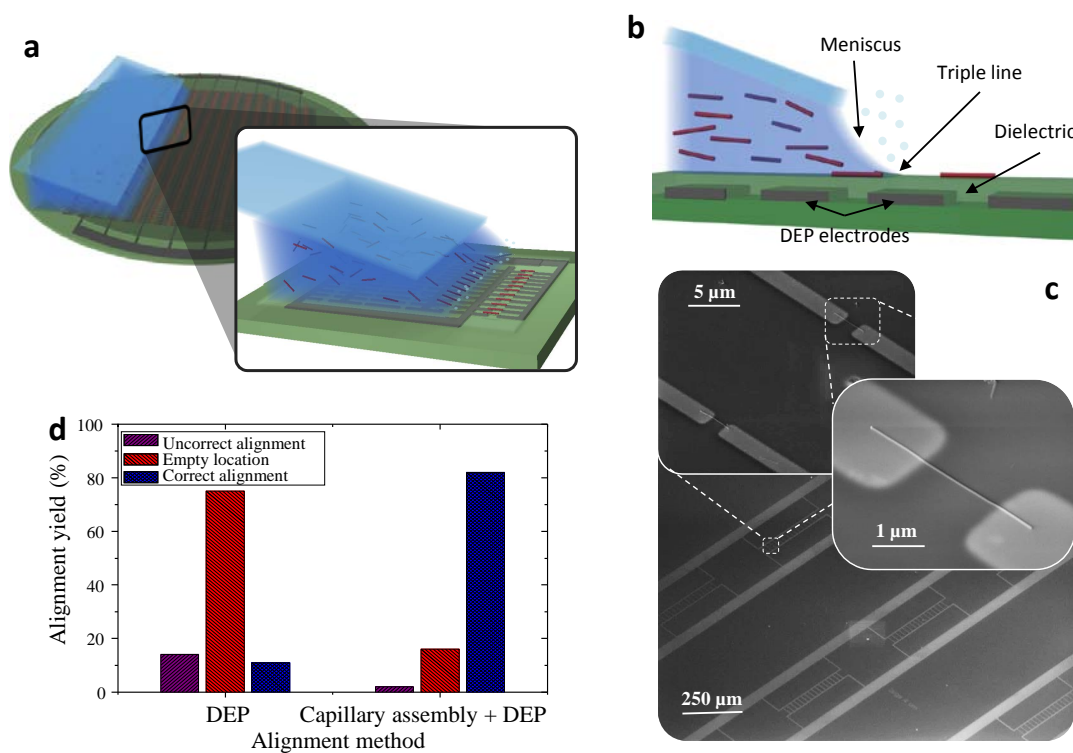 a
b
Meniscus
Triple line
Dielectric
DEP electrodes
c
5 µm
1 µm
250 µm
d
100
80
60
40
20
0
Alignment yield (%)
Uncorrect alignment
Empty location
Correct alignment
DEP
Capillary assembly + DEP
Alignment method